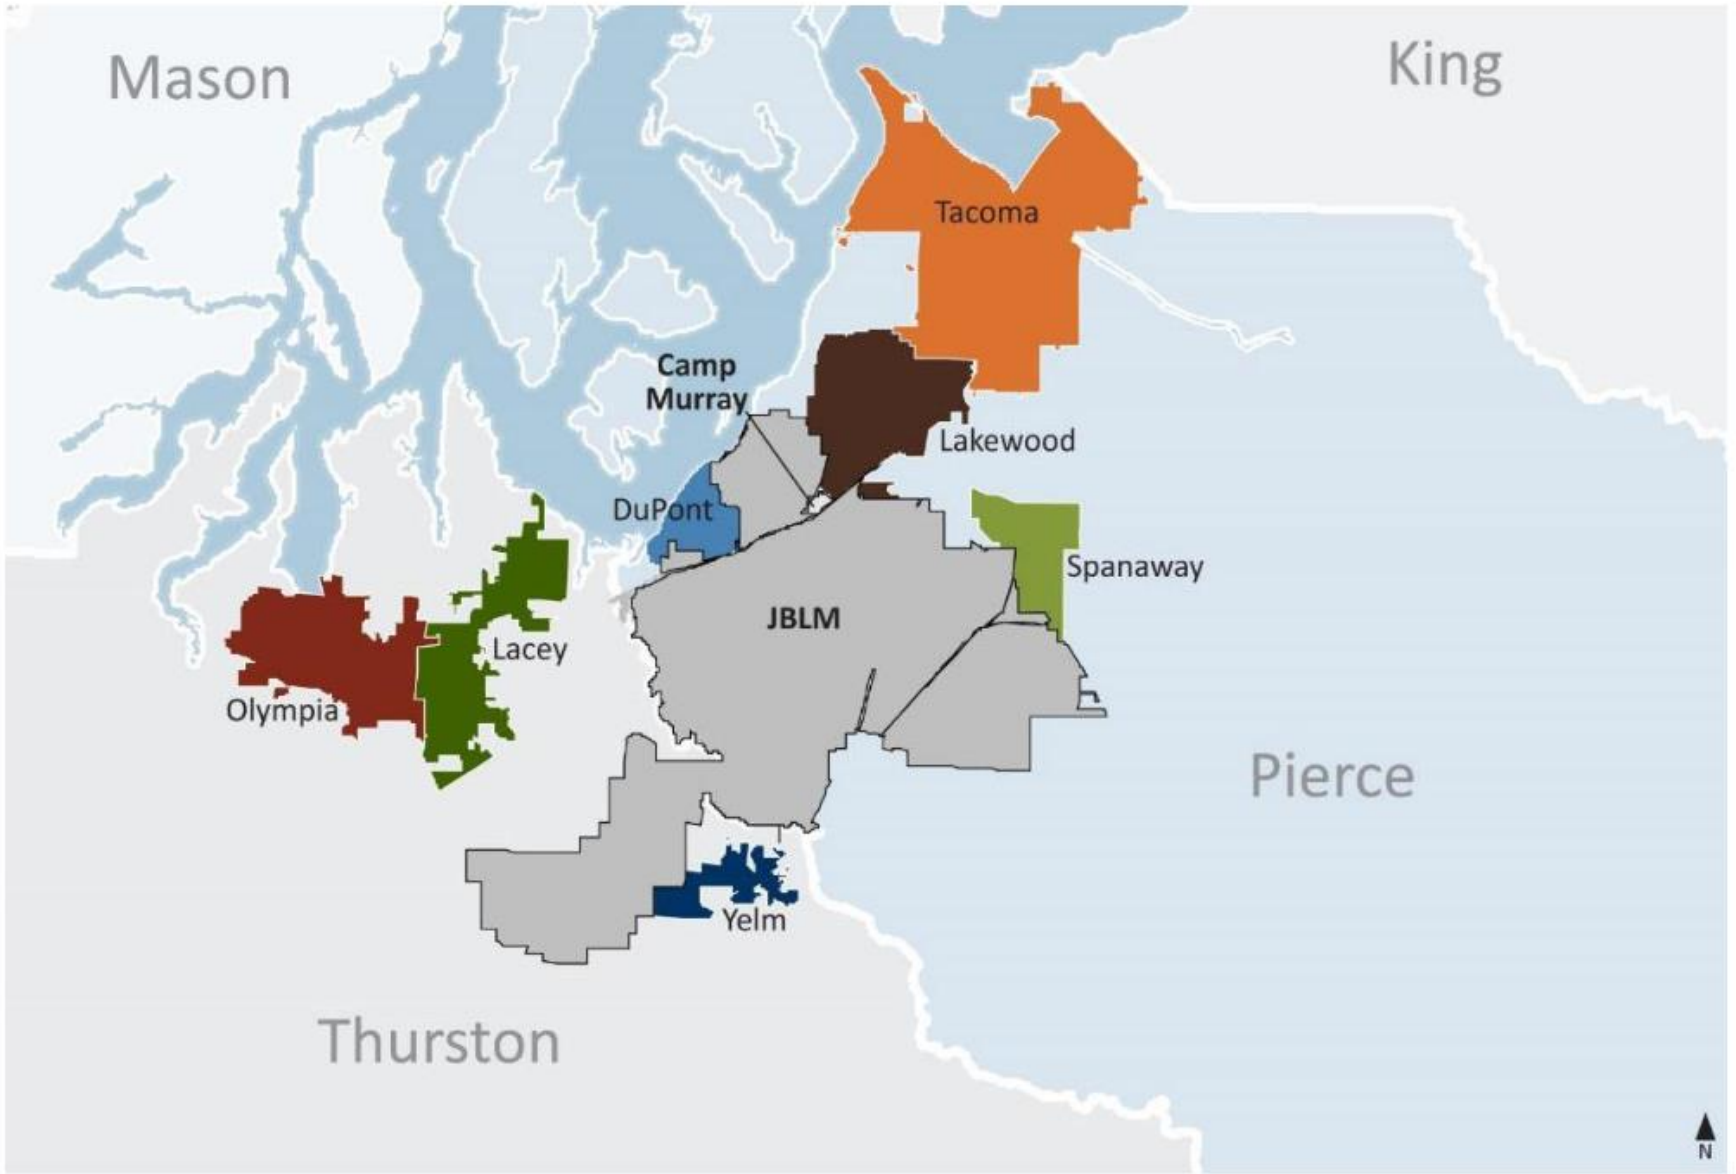 Mason
King
Tacoma
Camp
Murray
Lakewood
DuPont
Spanaway
JBLM
Lacey
Olympia
Pierce
Yelm
Thurston
N